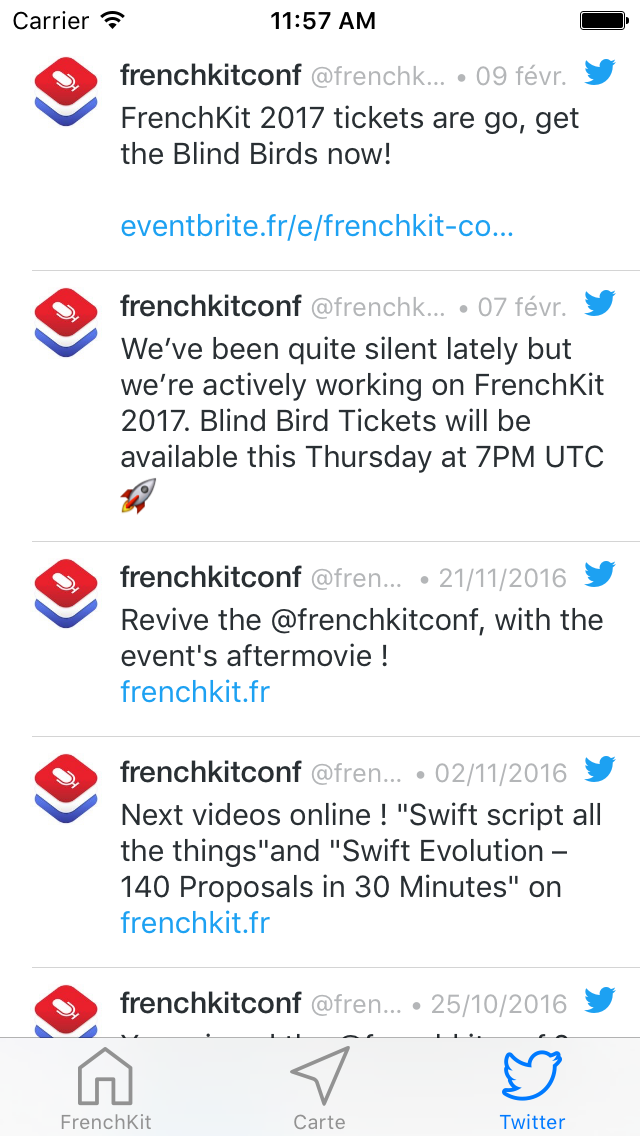 Carrier 11:57 AM
frenchkitconf @frenchk... • 09 févr.
FrenchKit 2017 tickets are go, get
the Blind Birds now!
eventbrite.fr/e/frenchkit-co...
frenchkitconf @frenchk... • 07 févr.
We’ve been quite silent lately but
we’re actively working on FrenchKit
2017. Blind Bird Tickets will be
available this Thursday at 7PM UTC
🚀
frenchkitconf @fren... • 21/11/2016
Revive the @frenchkitconf, with the
event's aftermovie !
frenchkit.fr
frenchkitconf @fren... • 02/11/2016
Next videos online ! "Swift script all
the things"and "Swift Evolution –
140 Proposals in 30 Minutes" on
frenchkit.fr
frenchkitconf @fren... • 25/10/2016
FrenchKit Carte Twitter